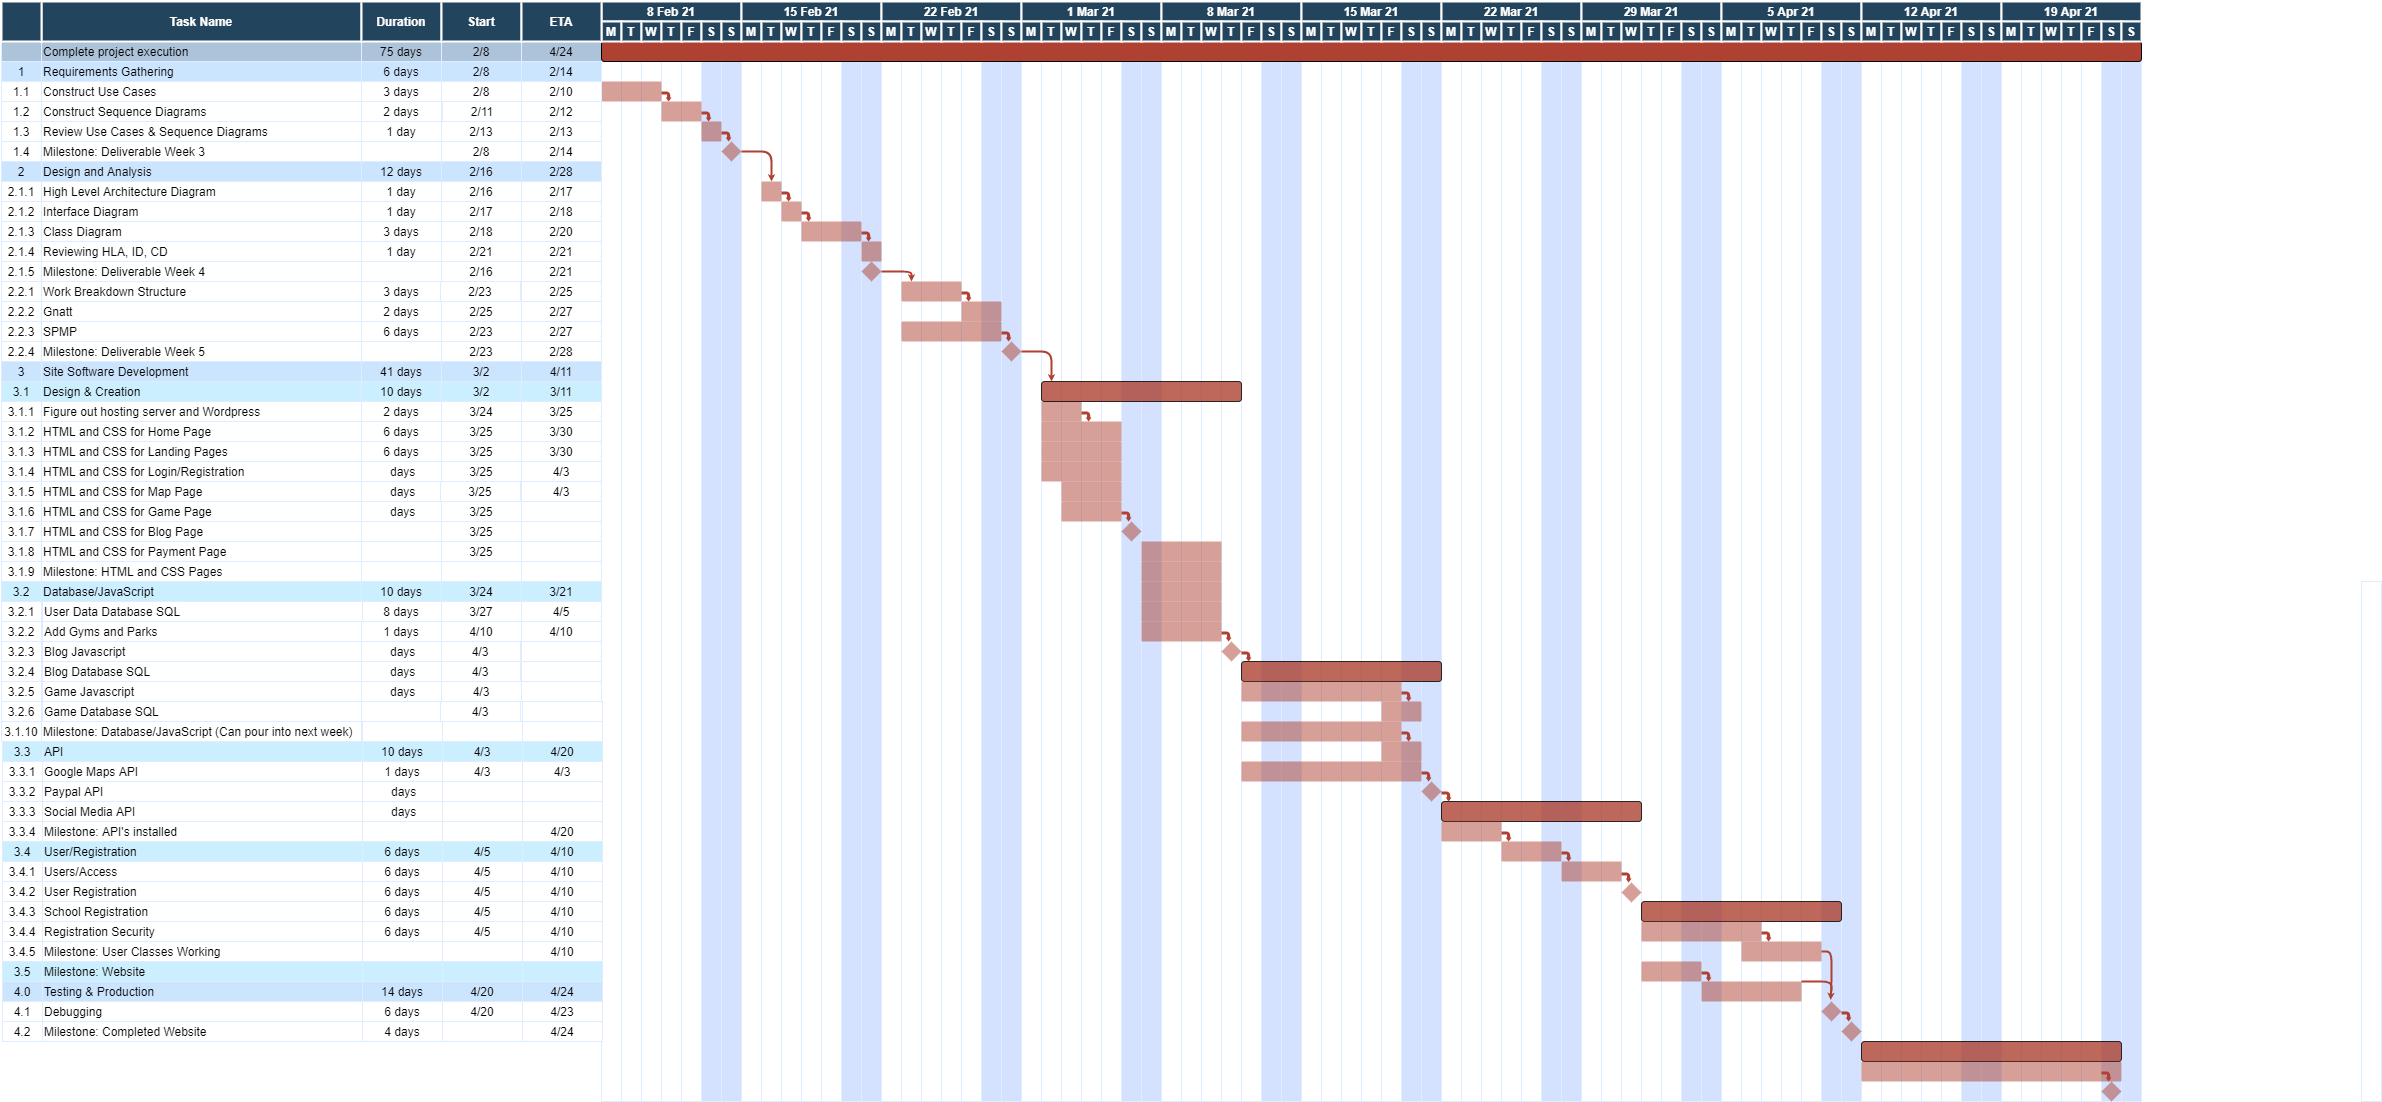 Task Name Duration Start ETA 8 Feb 21 15 Feb 21 22 Feb 21 1 Mar 21 8 Mar 21 15 Mar 21 22 Mar 21 29 Mar 21 5 Apr 21 12 Apr 21 19 Apr 21
M T W T F S S M T W T F S S M T W T F S S M T W T F S S M T W T F S S M T W T F S S M T W T F S S M T W T F S S M T W T F S S M T W T F S S M T W T F S S
Complete project execution 75 days 2/8 4/24
1 Requirements Gathering 6 days 2/8 2/14
1.1 Construct Use Cases 3 days 2/8 2/10
1.2 Construct Sequence Diagrams 2 days 2/11 2/12
1.3 Review Use Cases & Sequence Diagrams 1 day 2/13 2/13
1.4 Milestone: Deliverable Week 3 2/8 2/14
2 Design and Analysis 12 days 2/16 2/28
2.1.1 High Level Architecture Diagram 1 day 2/16 2/17
2.1.2 Interface Diagram 1 day 2/17 2/18
2.1.3 Class Diagram 3 days 2/18 2/20
2.1.4 Reviewing HLA, ID, CD 1 day 2/21 2/21
2.1.5 Milestone: Deliverable Week 4 2/16 2/21
2.2.1 Work Breakdown Structure 3 days 2/23 2/25
2.2.2 Gnatt 2 days 2/25 2/27
2.2.3 SPMP 6 days 2/23 2/27
2.2.4 Milestone: Deliverable Week 5 2/23 2/28
3 Site Software Development 41 days 3/2 4/11
3.1 Design & Creation 10 days 3/2 3/11
3.1.1 Figure out hosting server and Wordpress 2 days 3/24 3/25
3.1.2 HTML and CSS for Home Page 6 days 3/25 3/30
3.1.3 HTML and CSS for Landing Pages 6 days 3/25 3/30
3.1.4 HTML and CSS for Login/Registration days 3/25 4/3
3.1.5 HTML and CSS for Map Page days 3/25 4/3
3.1.6 HTML and CSS for Game Page days 3/25
3.1.7 HTML and CSS for Blog Page 3/25
3.1.8 HTML and CSS for Payment Page 3/25
3.1.9 Milestone: HTML and CSS Pages
3.2 Database/JavaScript 10 days 3/24 3/21
3.2.1 User Data Database SQL 8 days 3/27 4/5
3.2.2 Add Gyms and Parks 1 days 4/10 4/10
3.2.3 Blog Javascript days 4/3
3.2.4 Blog Database SQL days 4/3
3.2.5 Game Javascript days 4/3
3.2.6 Game Database SQL 4/3
3.1.10 Milestone: Database/JavaScript (Can pour into next week)
3.3 API 10 days 4/3 4/20
3.3.1 Google Maps API 1 days 4/3 4/3
3.3.2 Paypal API days
3.3.3 Social Media API days
3.3.4 Milestone: API's installed 4/20
3.4 User/Registration 6 days 4/5 4/10
3.4.1 Users/Access 6 days 4/5 4/10
3.4.2 User Registration 6 days 4/5 4/10
3.4.3 School Registration 6 days 4/5 4/10
3.4.4 Registration Security 6 days 4/5 4/10
3.4.5 Milestone: User Classes Working 4/10
3.5 Milestone: Website
4.0 Testing & Production 14 days 4/20 4/24
4.1 Debugging 6 days 4/20 4/23
4.2 Milestone: Completed Website 4 days 4/24